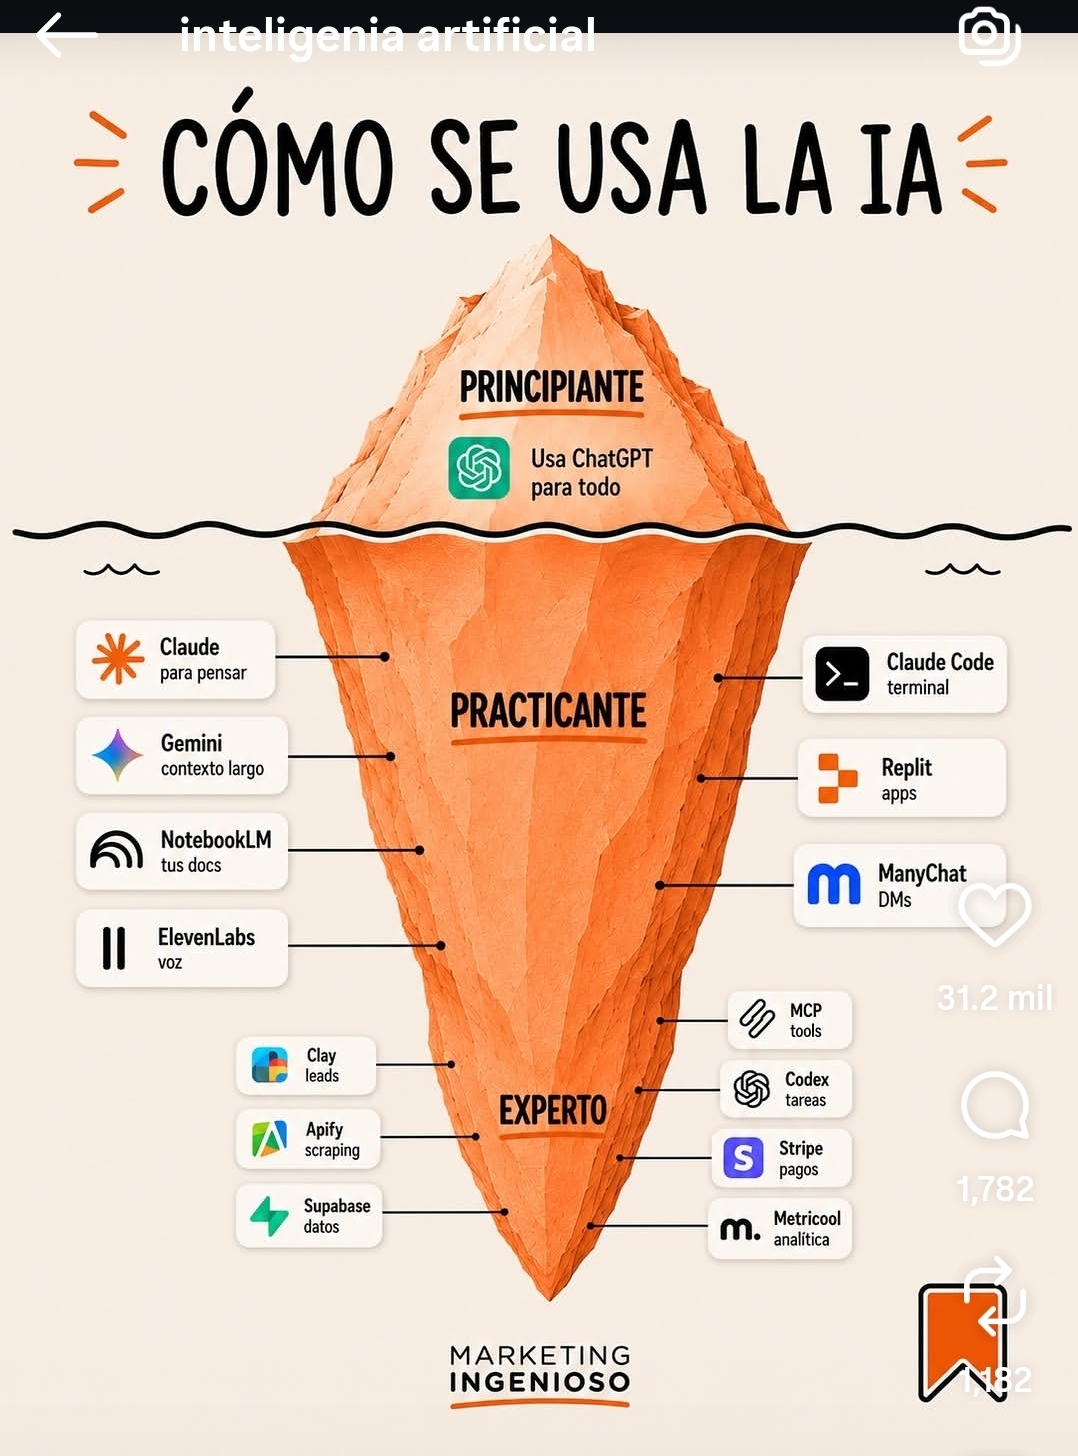 inteligenia artificial
CÓMO SE USA LA IA
PRINCIPIANTE
Usa ChatGPT
para todo
Claude
para pensar
Gemini
contexto largo
NotebookLM
tus docs
ElevenLabs
voz
PRACTICANTE
Claude Code
terminal
Replit
apps
m
ManyChat
DMs
31.2 mil
Clay
leads
Apify
scraping
Supabase
datos
EXPERTO
MCP
tools
Codex
tareas
S
Stripe
pagos
m.
Metricool
analítica
1,782
1,182
MARKETING
INGENIOSO